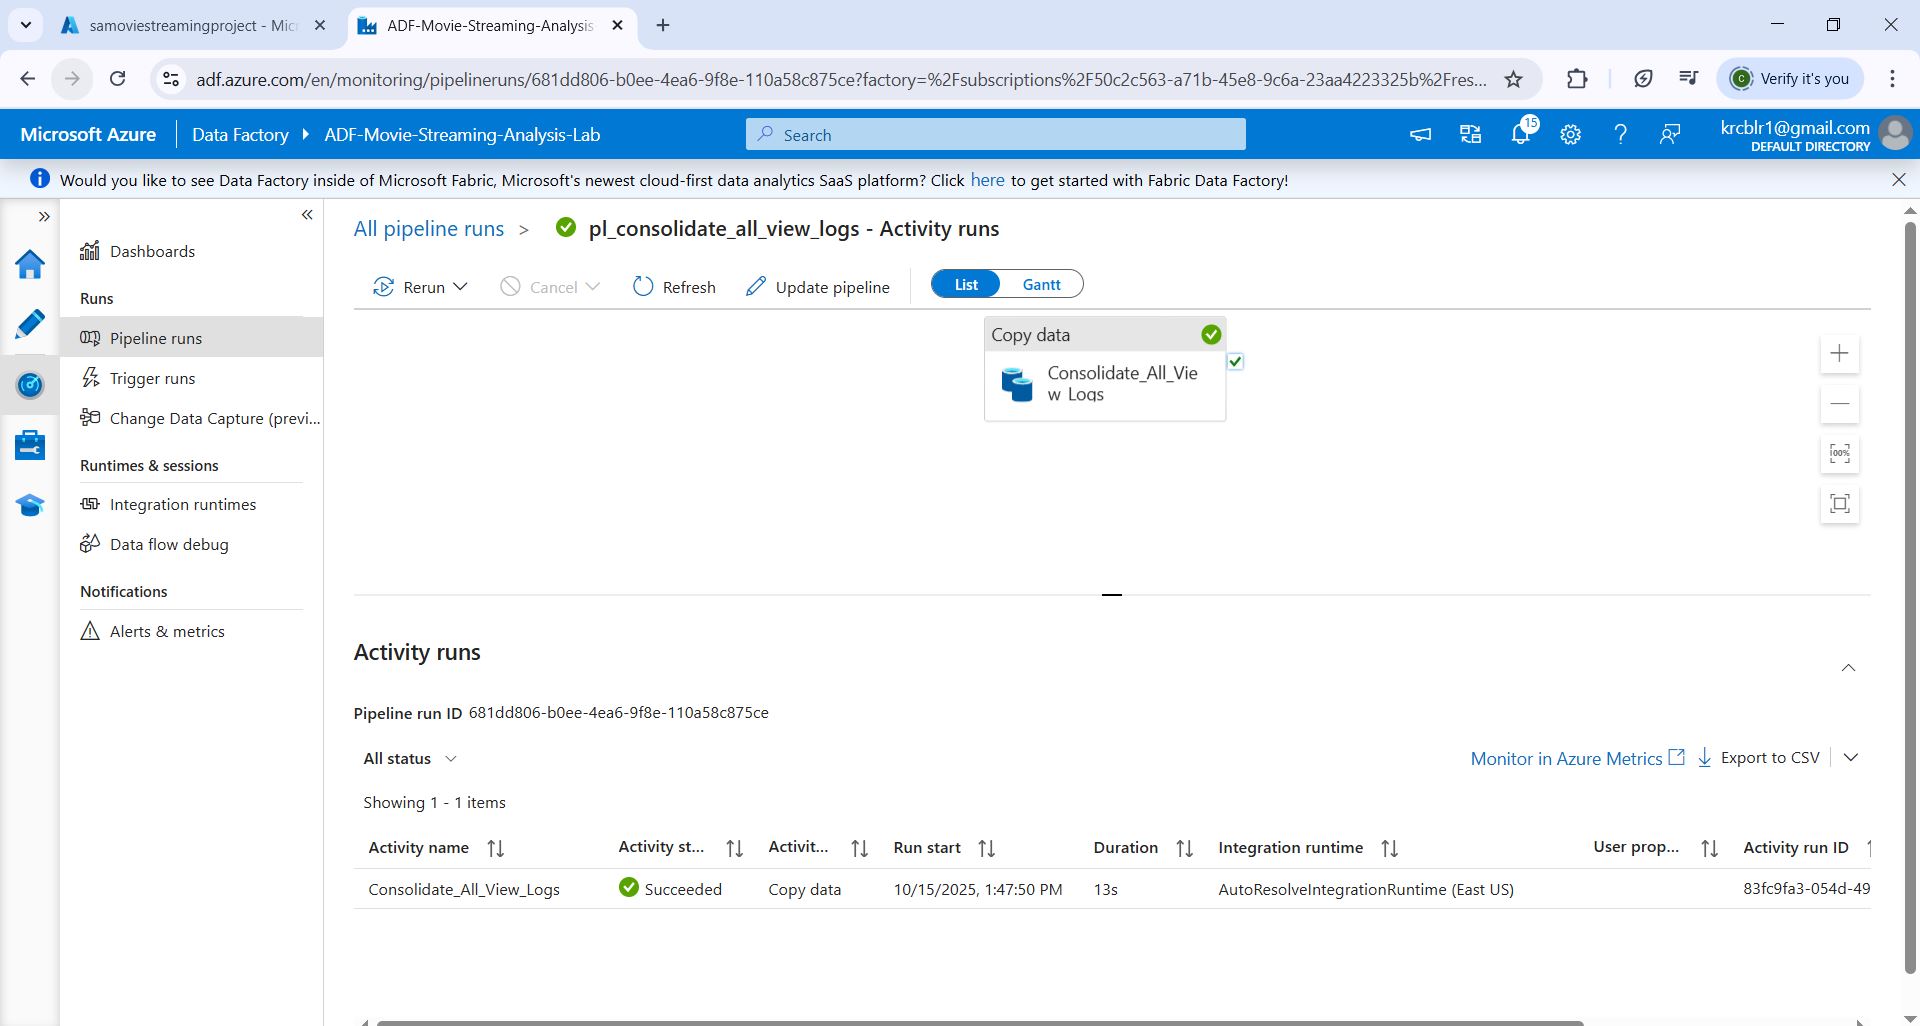 samoviestreamingproject - Micr
ADF-Movie-Streaming-Analysis
adf.azure.com/en/monitoring/pipelineruns/681dd806-b0ee-4ea6-9f8e-110a58c875ce?factory=%2Fsubscriptions%2F50c2c563-a71b-45e8-9c6a-23aa4223325b%2Fres...
C Verify it's you
Microsoft Azure
Data Factory
ADF-Movie-Streaming-Analysis-Lab
Search
15
krcblr1@gmail.com
DEFAULT DIRECTORY
Would you like to see Data Factory inside of Microsoft Fabric, Microsoft's newest cloud-first data analytics SaaS platform? Click here to get started with Fabric Data Factory!
Dashboards
Runs
Pipeline runs
Trigger runs
Change Data Capture (previ...
Runtimes & sessions
Integration runtimes
Data flow debug
Notifications
Alerts & metrics
All pipeline runs > pl_consolidate_all_view_logs - Activity runs
Rerun
Cancel
Refresh
Update pipeline
List
Gantt
Copy data
Consolidate_All_Vie
w_Logs
100%
Activity runs
Pipeline run ID 681dd806-b0ee-4ea6-9f8e-110a58c875ce
All status
Monitor in Azure Metrics
Export to CSV
Showing 1 - 1 items
Activity name Activity st... Activit... Run start Duration Integration runtime User prop... Activity run ID
Consolidate_All_View_Logs Succeeded Copy data 10/15/2025, 1:47:50 PM 13s AutoResolveIntegrationRuntime (East US) 83fc9fa3-054d-49